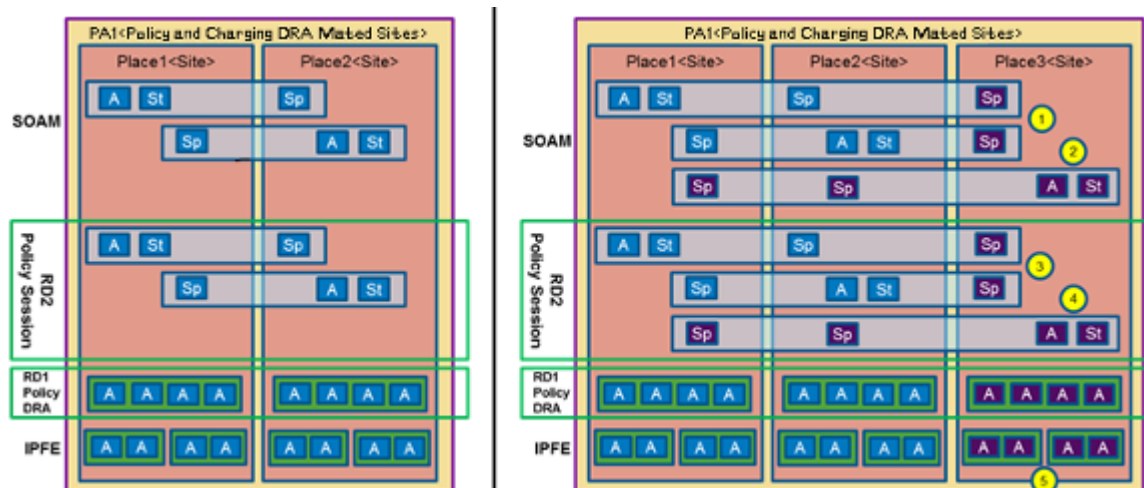 PA1<Policy and Charging DRA Mated Sites>
Place1<Site>
Place2<Site>
SOAM
A St Sp
Sp A St
RD2
Policy Session
A St Sp
Sp A St
RD1
Policy
DRA
A A A A A A A A
IPFE
A A A A A A A A
PA1<Policy and Charging DRA Mated Sites>
Place1<Site>
Place2<Site>
Place3<Site>
SOAM
A St Sp Sp
1
Sp A St Sp
2
Sp Sp A St
RD2
Policy Session
A St Sp Sp
3
Sp A St Sp
4
Sp Sp A St
RD1
Policy
DRA
A A A A A A A A A A A A
IPFE
A A A A A A A A A A A A
5